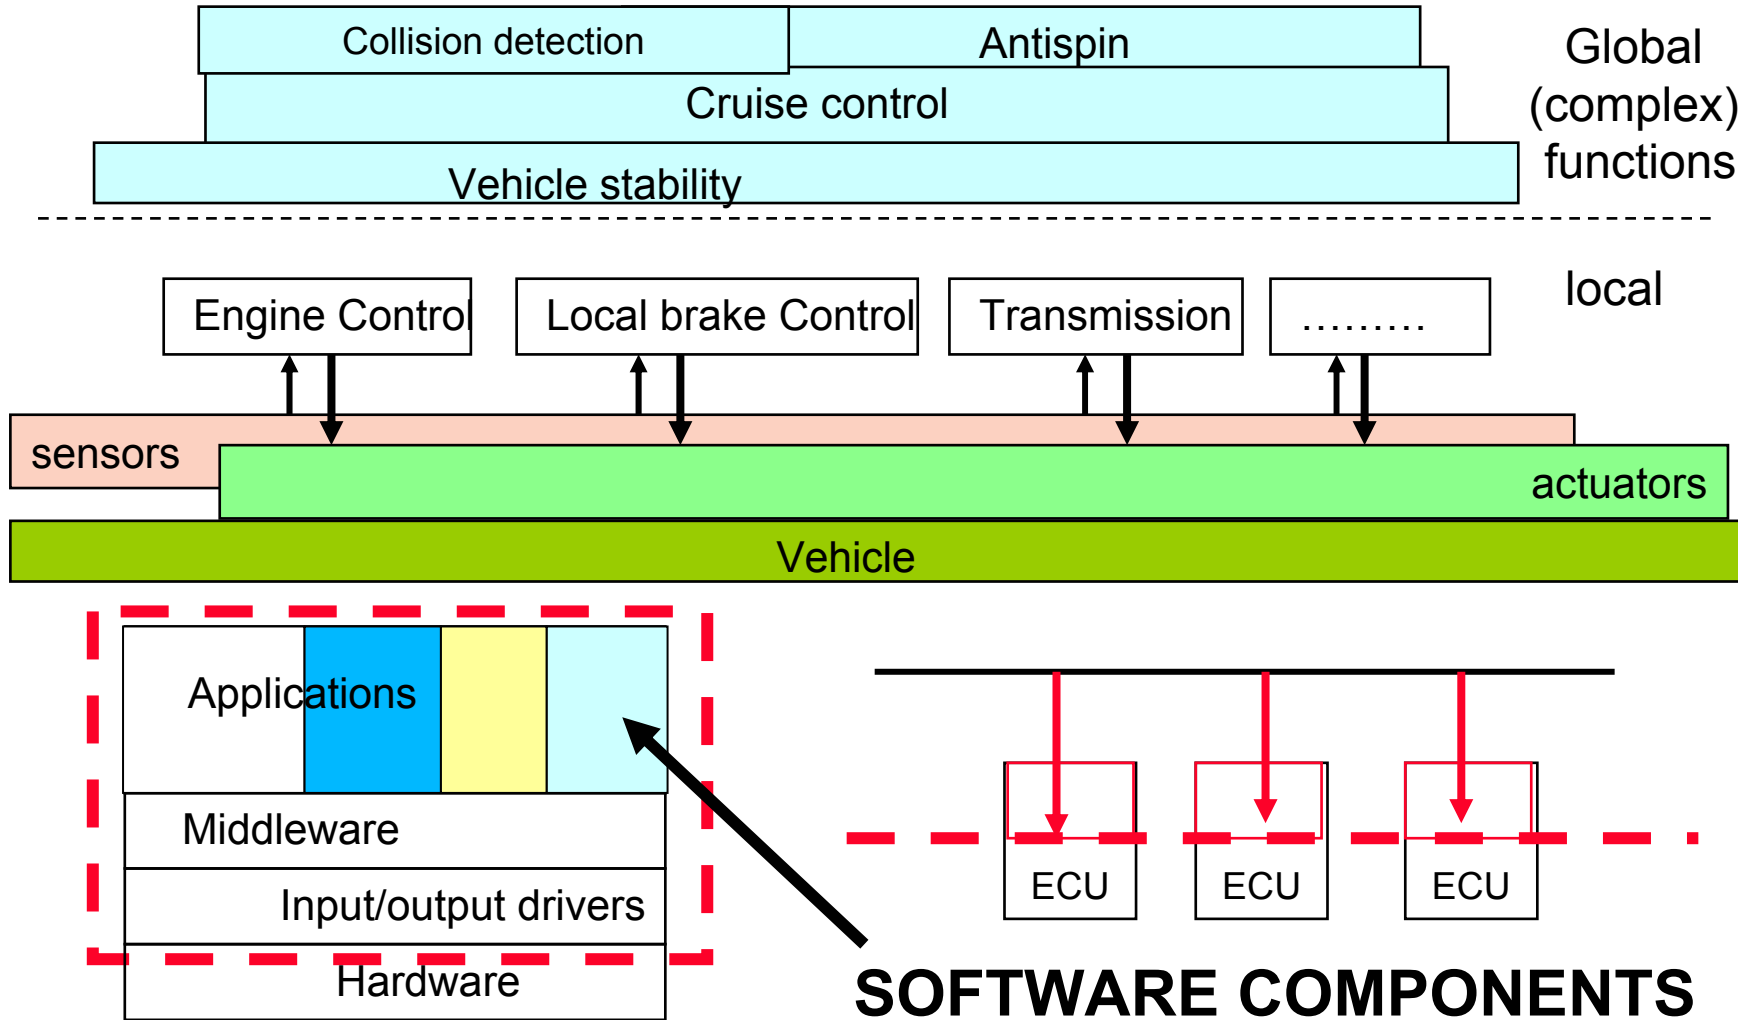 Collision detection
Antispin
Global
(complex)
functions
Cruise control
Vehicle stability
local
Engine Control
Local brake Control
Transmission
.........
sensors
actuators
Vehicle
Applications
Middleware
Input/output drivers
Hardware
ECU
ECU
ECU
SOFTWARE COMPONENTS